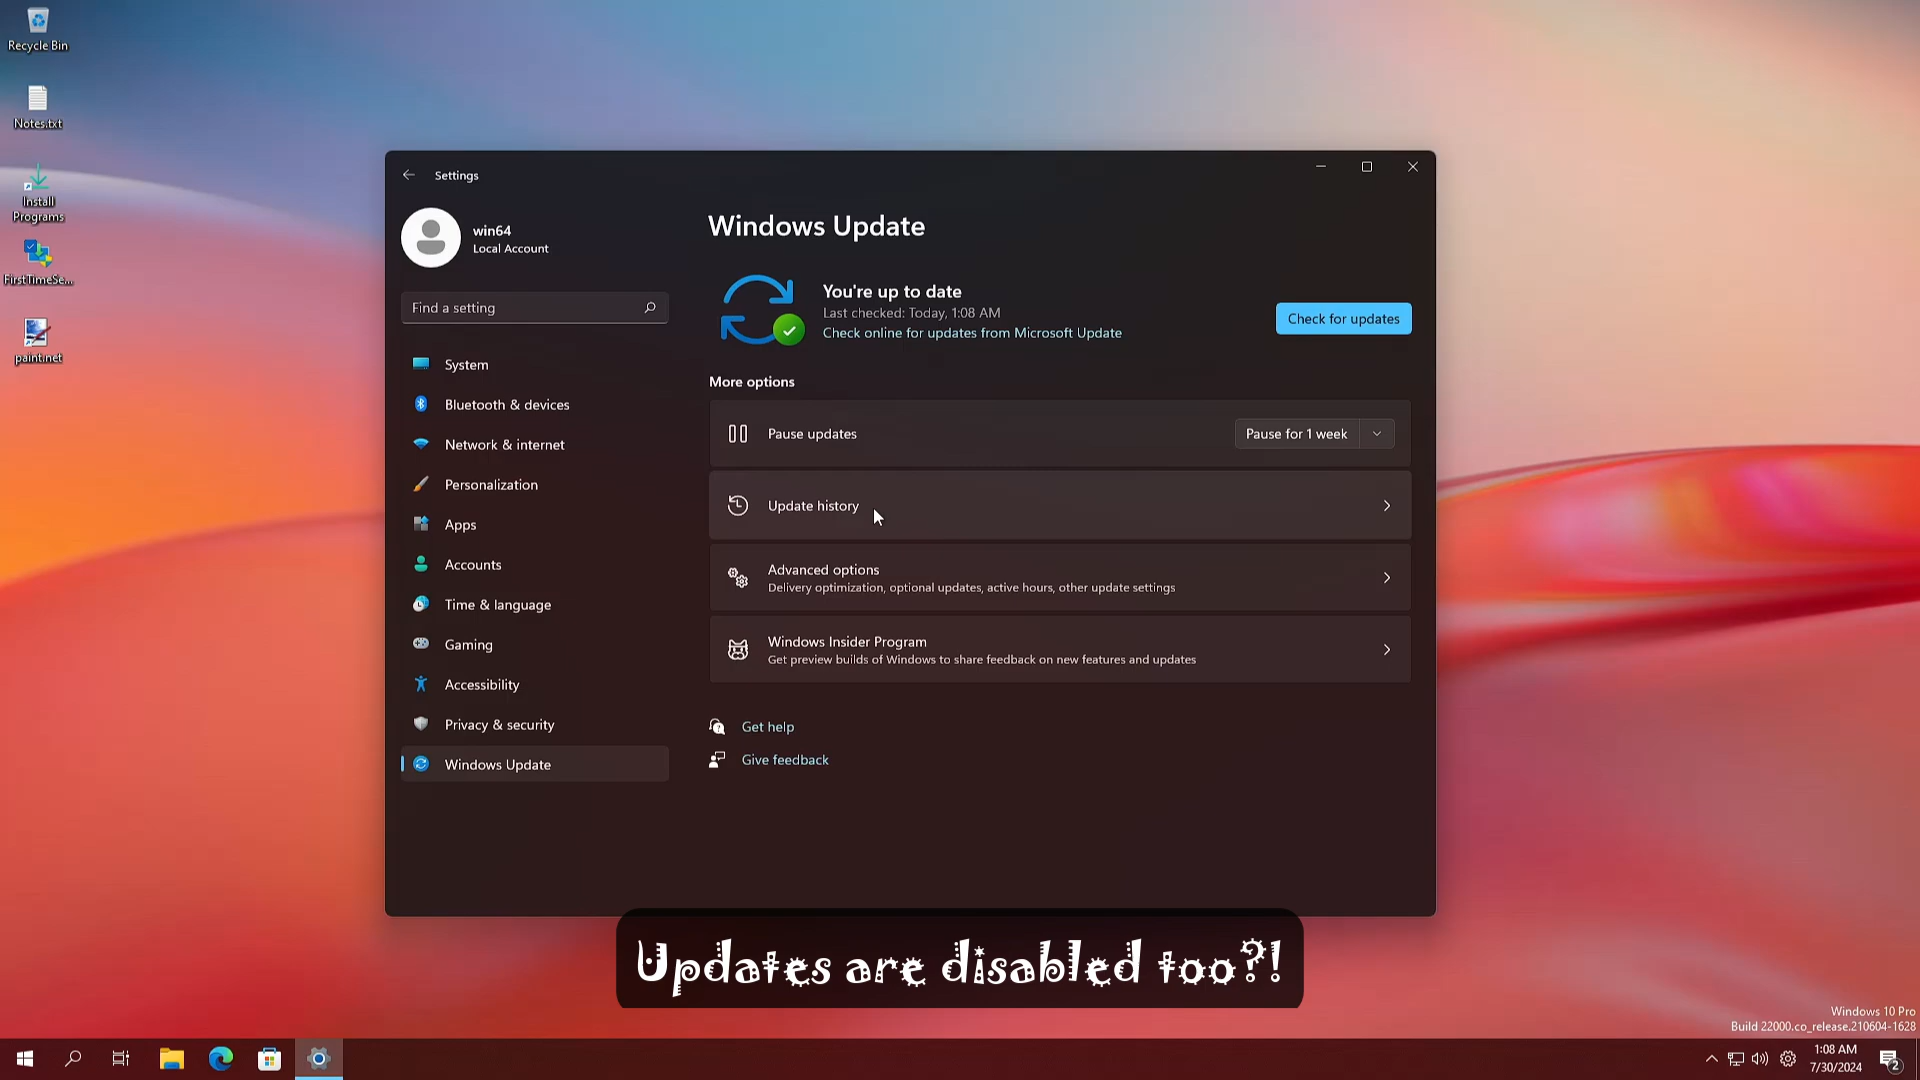 Recycle Bin
Notes.txt
Install
Programs
FirstTimeSe...
paint.net
Settings
win64
Local Account
Find a setting
System
Bluetooth & devices
Network & internet
Personalization
Apps
Accounts
Time & language
Gaming
Accessibility
Privacy & security
Windows Update
Windows Update
You're up to date
Last checked: Today, 1:08 AM
Check online for updates from Microsoft Update
Check for updates
More options
Pause updates
Pause for 1 week
Update history
Advanced options
Delivery optimization, optional updates, active hours, other update settings
Windows Insider Program
Get preview builds of Windows to share feedback on new features and updates
Get help
Give feedback
Updates are disabled too?!
Windows 10 Pro
Build 22000.co_release.210604-1628
1:08 AM
7/30/2024
2